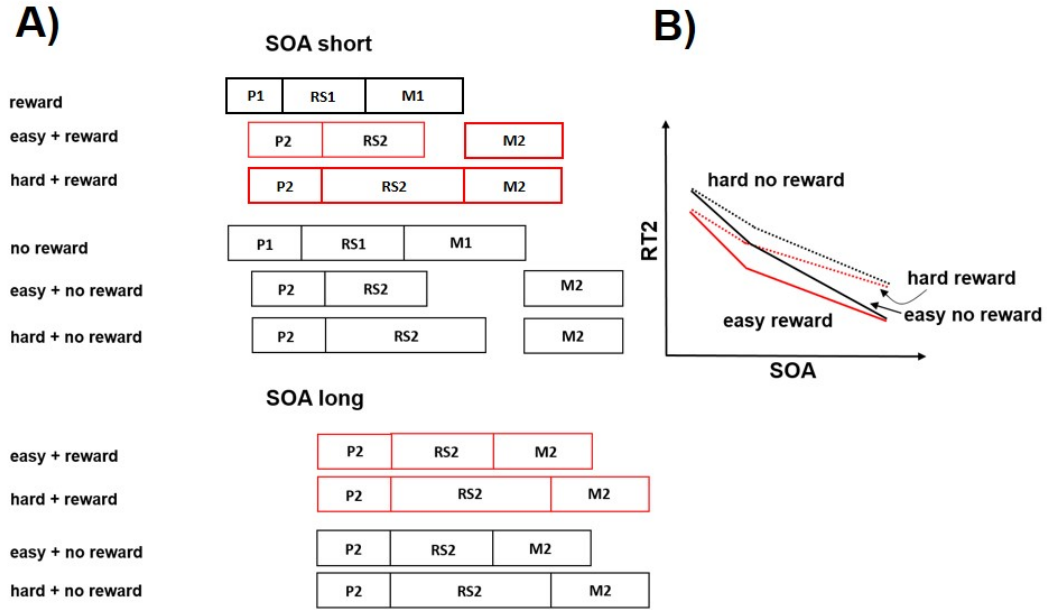 A)
SOA short
reward
P1 RS1 M1
easy + reward
P2 RS2 M2
hard + reward
P2 RS2 M2
no reward
P1 RS1 M1
easy + no reward
P2 RS2 M2
hard + no reward
P2 RS2 M2
SOA long
easy + reward
P2 RS2 M2
hard + reward
P2 RS2 M2
easy + no reward
P2 RS2 M2
hard + no reward
P2 RS2 M2
B)
hard no reward
RT2
hard reward
easy no reward
easy reward
SOA